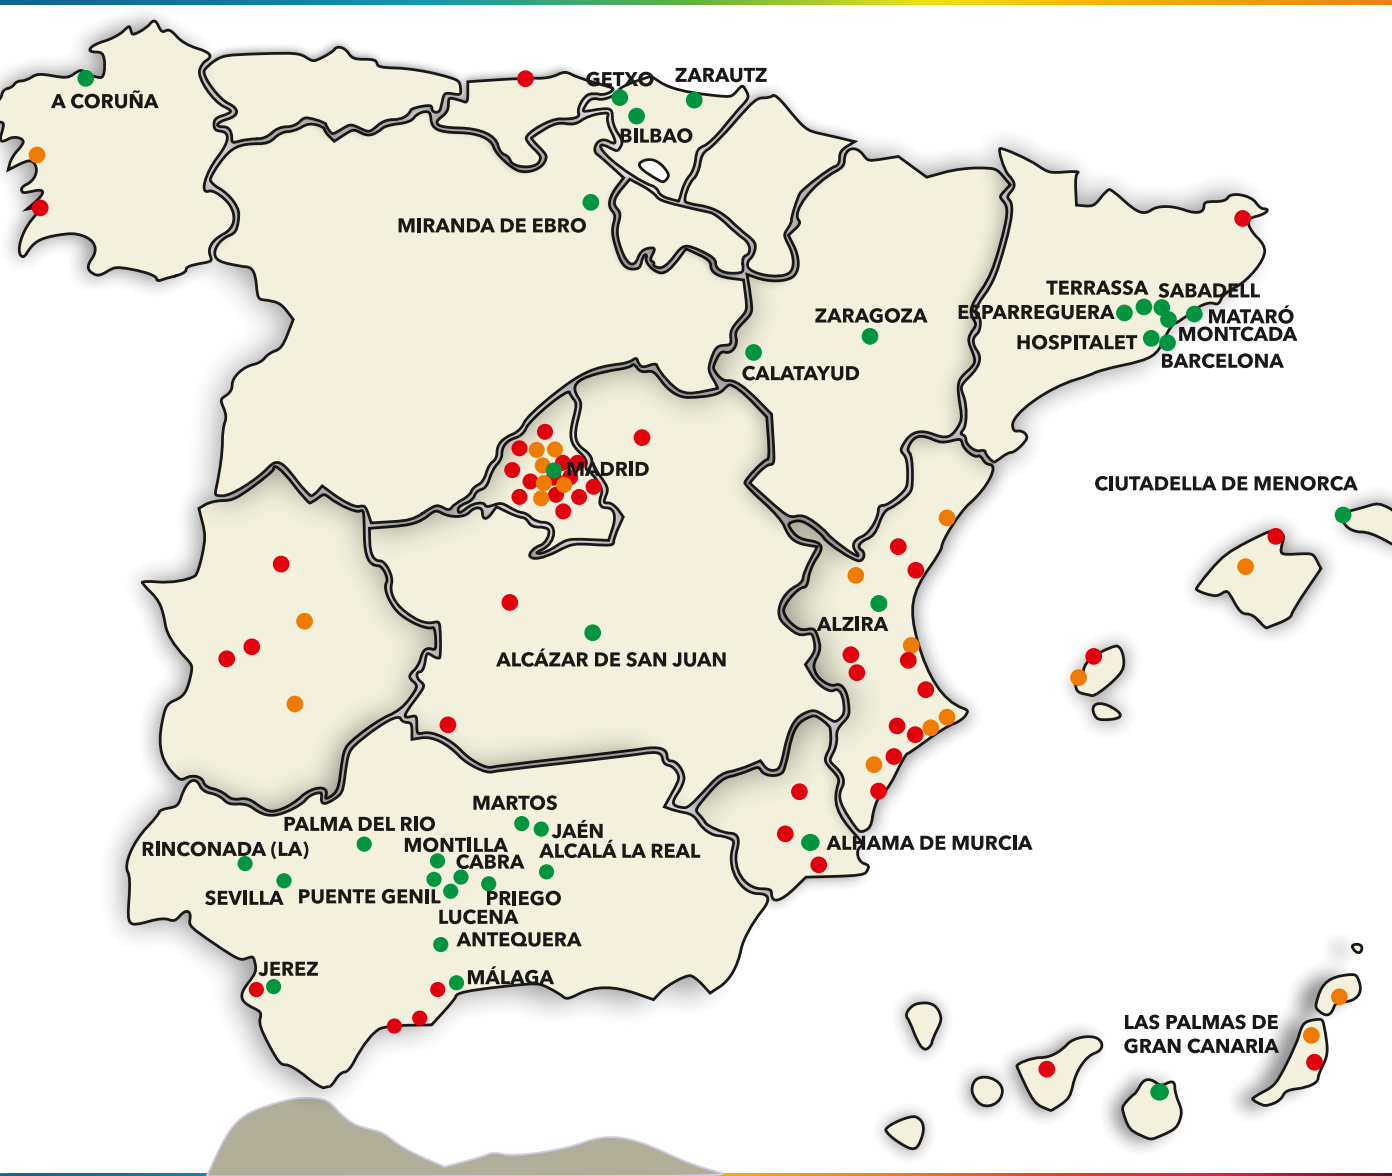 GETXO
ZARAUTZ
A CORUÑA
BILBAO
MIRANDA DE EBRO
TERRASSA
SABADELL
ESPARREGUERA
MATARÓ
ZARAGOZA
MONTCADA
HOSPITALET
BARCELONA
CALATAYUD
MADRID
CIUTADELLA DE MENORCA
ALZIRA
ALCÁZAR DE SAN JUAN
MARTOS
PALMA DEL RIO
JAÉN
MONTILLA
ALHAMA DE MURCIA
RINCONADA (LA)
ALCALÁ LA REAL
CABRA
SEVILLA
PUENTE GENIL
PRIEGO
LUCENA
ANTEQUERA
JEREZ
MÁLAGA
LAS PALMAS DE
GRAN CANARIA